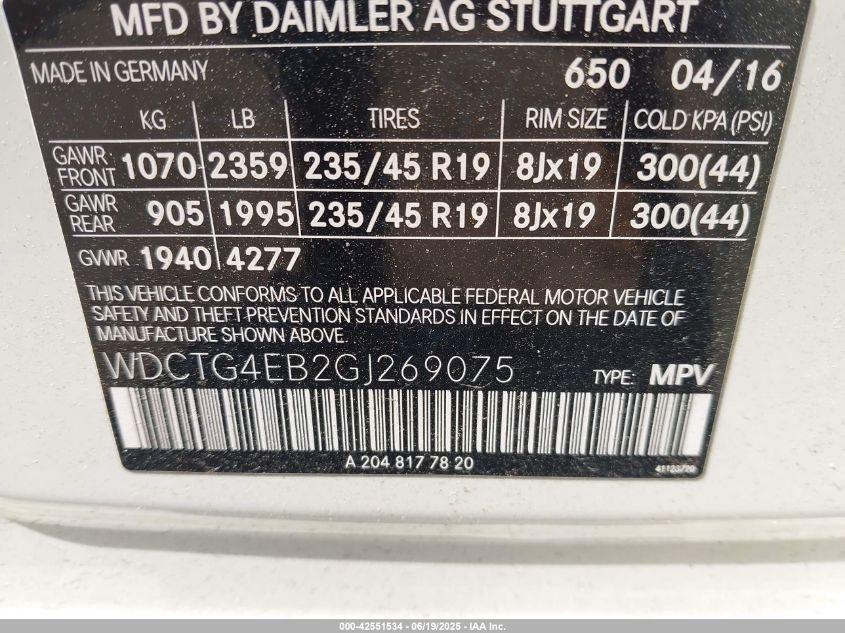 MFD BY DAIMLER AG STUTTGART
MADE IN GERMANY 650 04/16
KG LB TIRES RIM SIZE COLD KPA (PSI)
GAWR FRONT 1070 2359 235/45 R19 8Jx19 300(44)
GAWR REAR 905 1995 235/45 R19 8Jx19 300(44)
GVWR 1940 4277
THIS VEHICLE CONFORMS TO ALL APPLICABLE FEDERAL MOTOR VEHICLE
SAFETY AND THEFT PREVENTION STANDARDS IN EFFECT ON THE DATE OF
MANUFACTURE SHOWN ABOVE.
WDCTG4EB2GJ269075 TYPE: MPV
A 204 817 78 20 41123720
000-42551534 - 06/19/2025 - IAA Inc.